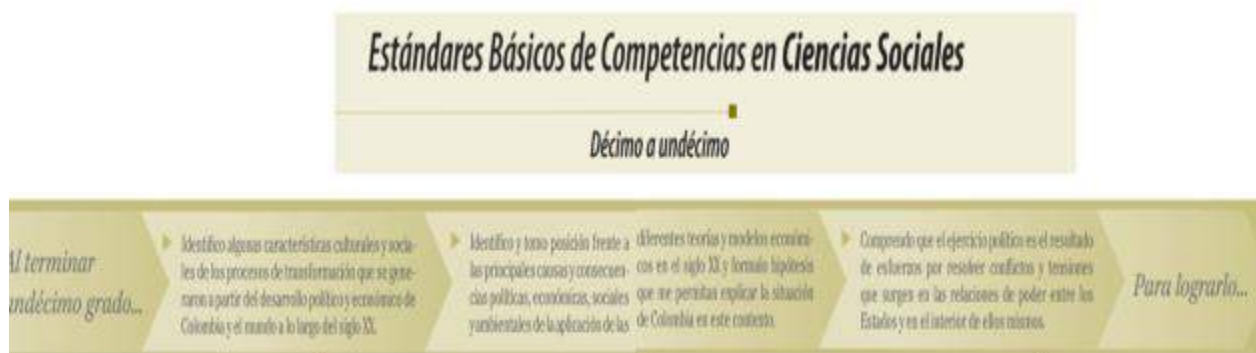 Estándares Básicos de Competencias en Ciencias Sociales
Décimo a undécimo
Al terminar
undécimo grado...
Identifico algunas características culturales y socia-
les de los procesos de transformación que se gene-
raron a partir del desarrollo político y económico de
Colombia y el mundo a lo largo del siglo XX.
Identifico y tomo posición frente a
las principales causas y consecuen-
cias políticas, económicas, sociales
y ambientales de la aplicación de las
diferentes teorías y modelos económi-
cos en el siglo XX y formulo hipótesis
que me permitan explicar la situación
de Colombia en este contexto.
Comprendo que el ejercicio político es el resultado
de esfuerzos por resolver conflictos y tensiones
que surgen en las relaciones de poder entre los
Estados y en el interior de ellos mismos.
Para lograrlo...